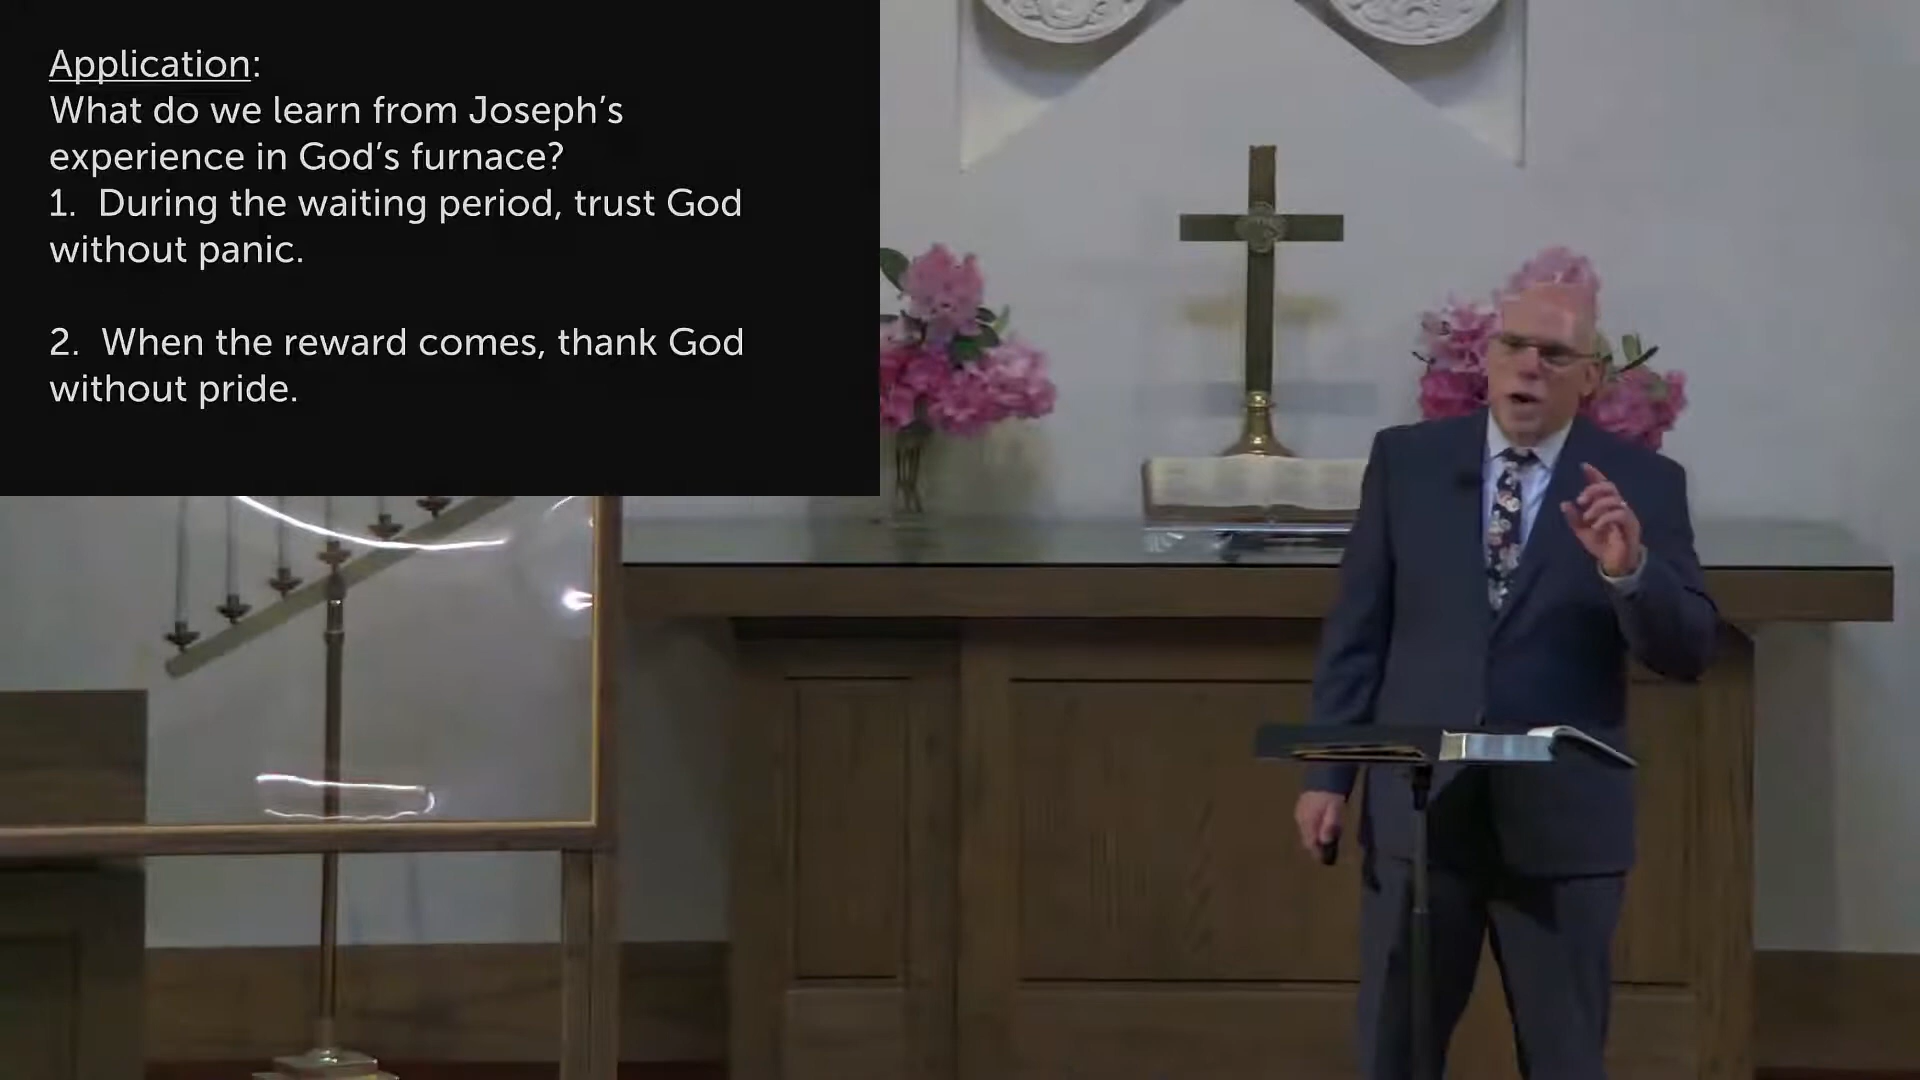 Application:
What do we learn from Joseph’s
experience in God’s furnace?
1.  During the waiting period, trust God
without panic.
2.  When the reward comes, thank God
without pride.